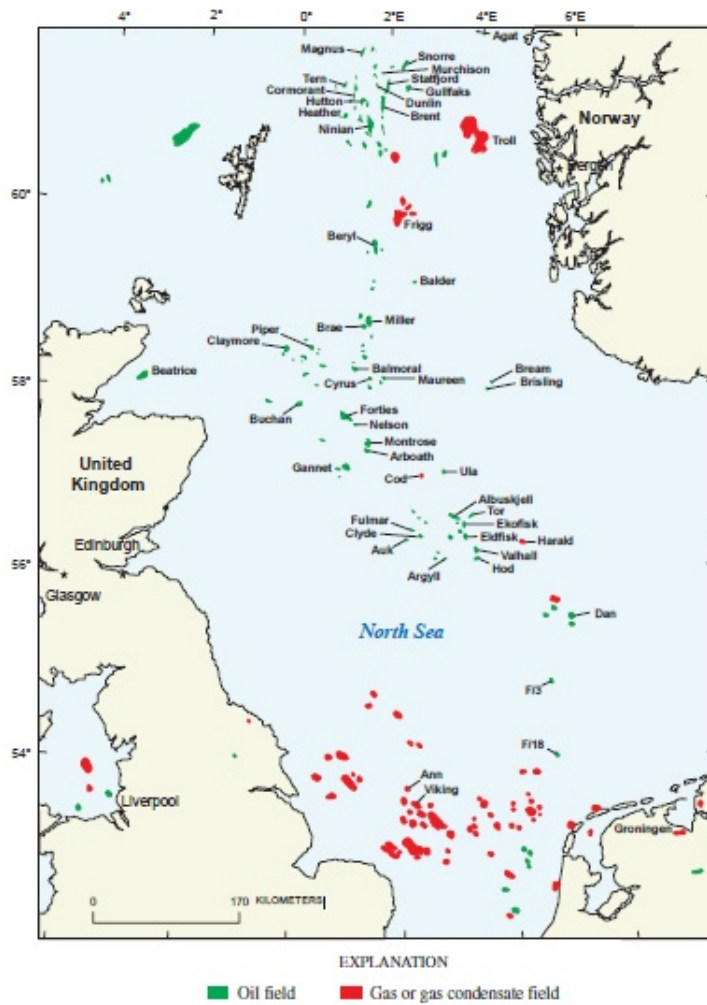 0°
2°E
4°E
6°E
Agat
Magnus
Snorre
Murchison
Tern
Statfjord
Cormorant
Gullfaks
Hutton
Dunlin
Heather
Brent
Norway
Ninian
Troll
Bergen
60°
Frigg
Beryl
Balder
Piper
Brae
Miller
Claymore
Beatrice
Balmoral
Bream
58°
Cyrus
Maureen
Brisling
Buchan
Forties
Nelson
Montrose
United
Kingdom
Arboath
Gannet
Cod
Ula
Albuskjell
Fulmar
Tor
Ekofisk
Clyde
Eldfisk
Harald
Edinburgh
56°
Auk
Valhall
Argyll
Hod
Glasgow
Dan
North Sea
F/3
54°
F/18
Ann
Viking
Liverpool
Groningen
0
170 KILOMETERS
EXPLANATION
Oil field
Gas or gas condensate field